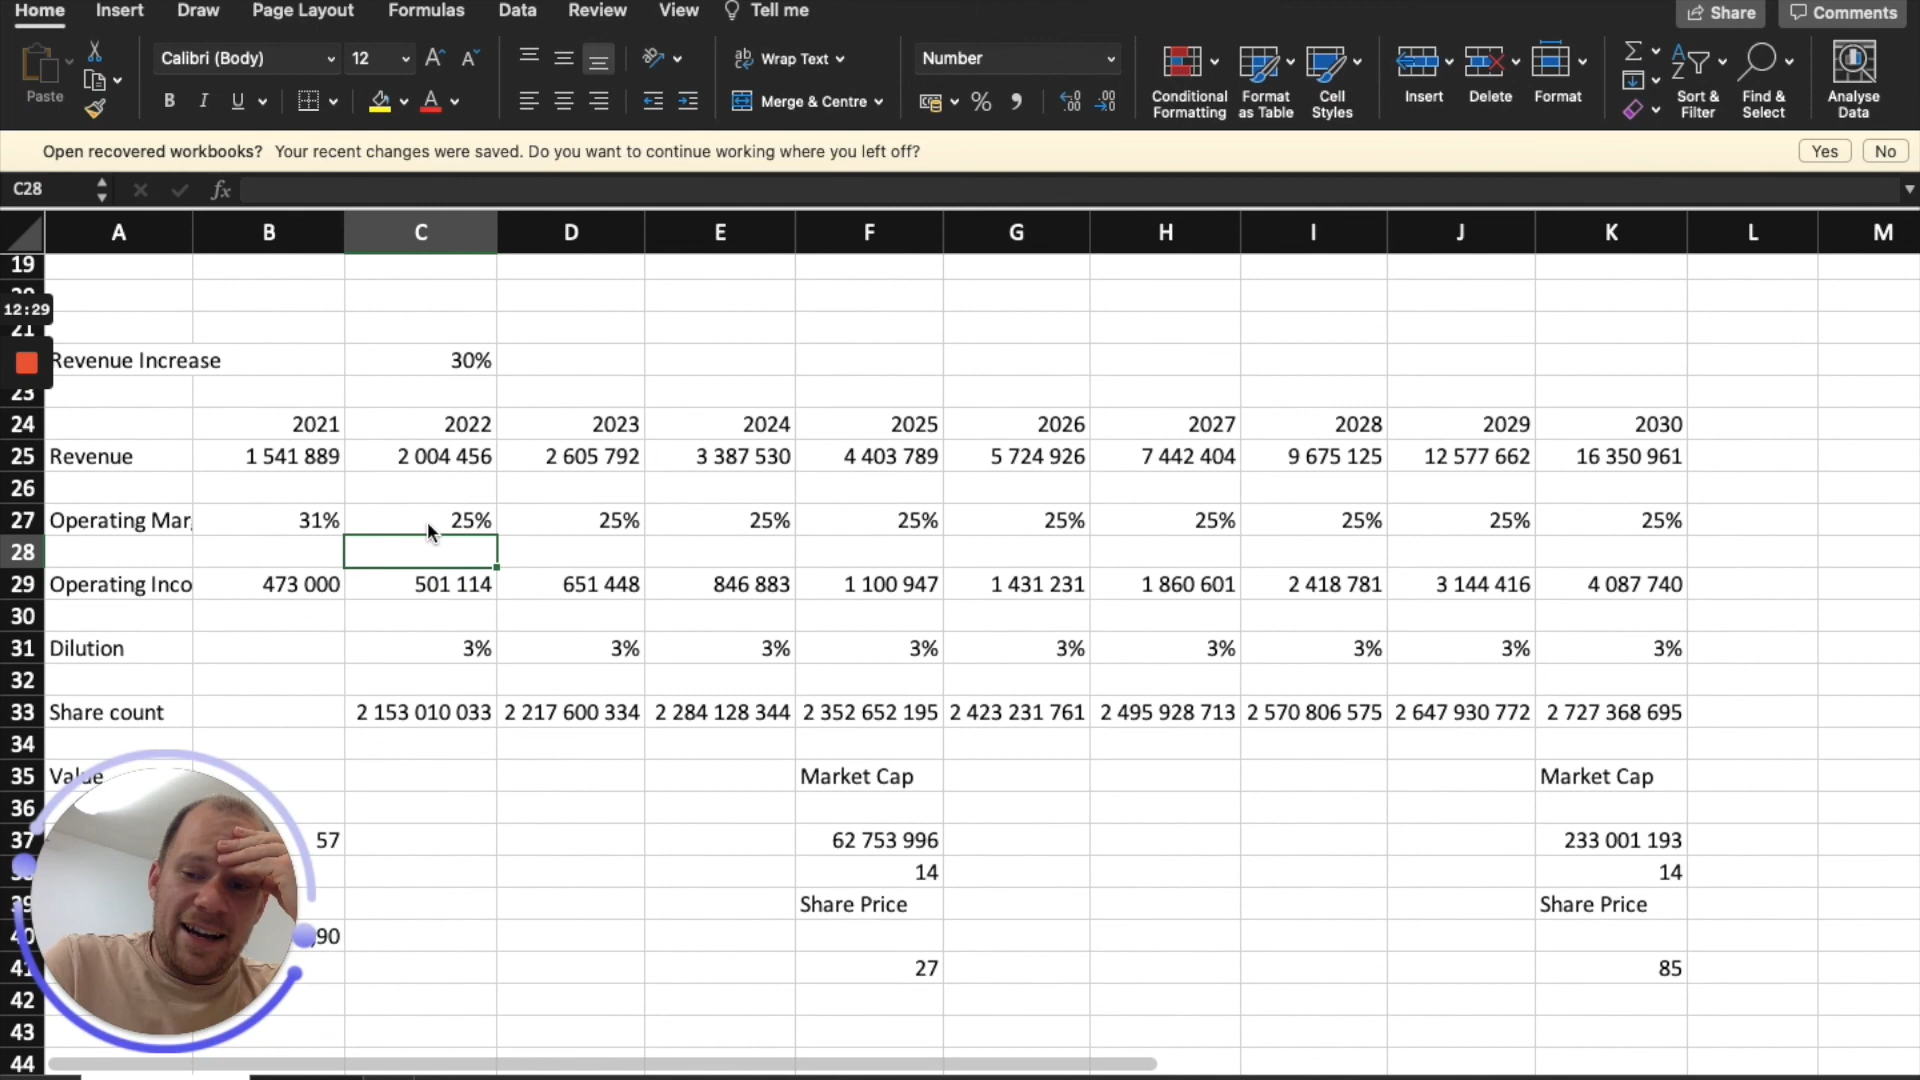 Home Insert Draw Page Layout Formulas Data Review View Tell me Share Comments
Paste Calibri (Body) 12 Wrap Text Number
B I U Merge & Centre % Conditional Formatting Format as Table Cell Styles Insert Delete Format Sort & Filter Find & Select Analyse Data
Open recovered workbooks? Your recent changes were saved. Do you want to continue working where you left off? Yes No
C28 fx
A B C D E F G H I J K L M
19
12:29
21
Revenue Increase 30%
23
24 2021 2022 2023 2024 2025 2026 2027 2028 2029 2030
25 Revenue 1 541 889 2 004 456 2 605 792 3 387 530 4 403 789 5 724 926 7 442 404 9 675 125 12 577 662 16 350 961
26
27 Operating Mar 31% 25% 25% 25% 25% 25% 25% 25% 25% 25%
28
29 Operating Inco 473 000 501 114 651 448 846 883 1 100 947 1 431 231 1 860 601 2 418 781 3 144 416 4 087 740
30
31 Dilution 3% 3% 3% 3% 3% 3% 3% 3% 3%
32
33 Share count 2 153 010 033 2 217 600 334 2 284 128 344 2 352 652 195 2 423 231 761 2 495 928 713 2 570 806 575 2 647 930 772 2 727 368 695
34
35 Value Market Cap Market Cap
36
37 57 62 753 996 233 001 193
14 14
39 Share Price Share Price
40 ,90
41 27 85
42
43
44